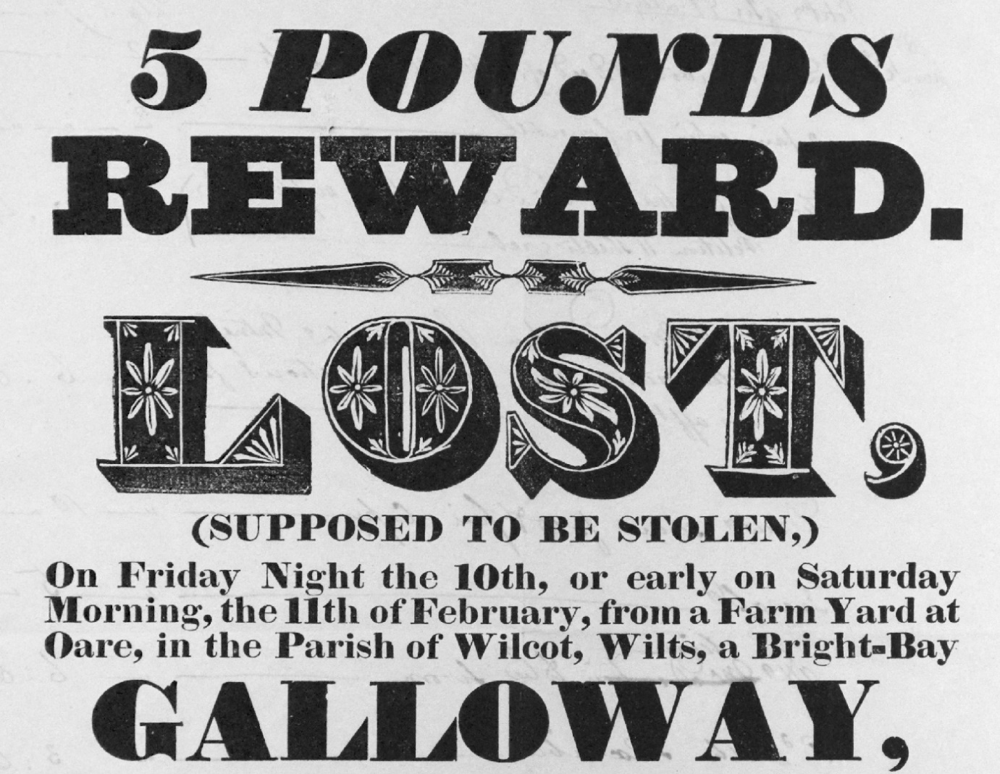 5 POUNDS
REWARD.
LOST,
(SUPPOSED TO BE STOLEN,)
On Friday Night the 10th, or early on Saturday
Morning, the 11th of February, from a Farm Yard at
Oare, in the Parish of Wilcot, Wilts, a Bright-Bay
GALLOWAY,